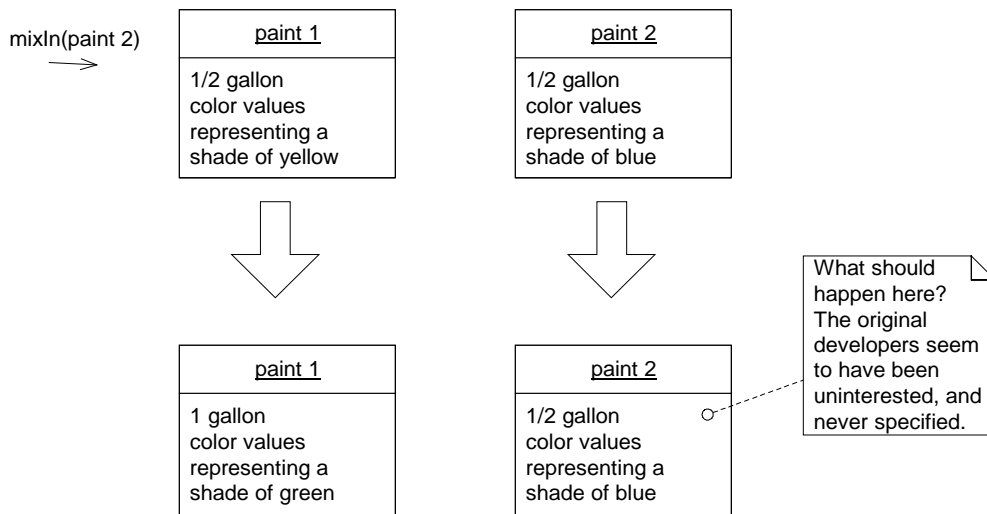 mixIn(paint 2)
paint 1
1/2 gallon
color values
representing a
shade of yellow
paint 2
1/2 gallon
color values
representing a
shade of blue
paint 1
1 gallon
color values
representing a
shade of green
paint 2
1/2 gallon
color values
representing a
shade of blue
What should
happen here?
The original
developers seem
to have been
uninterested, and
never specified.